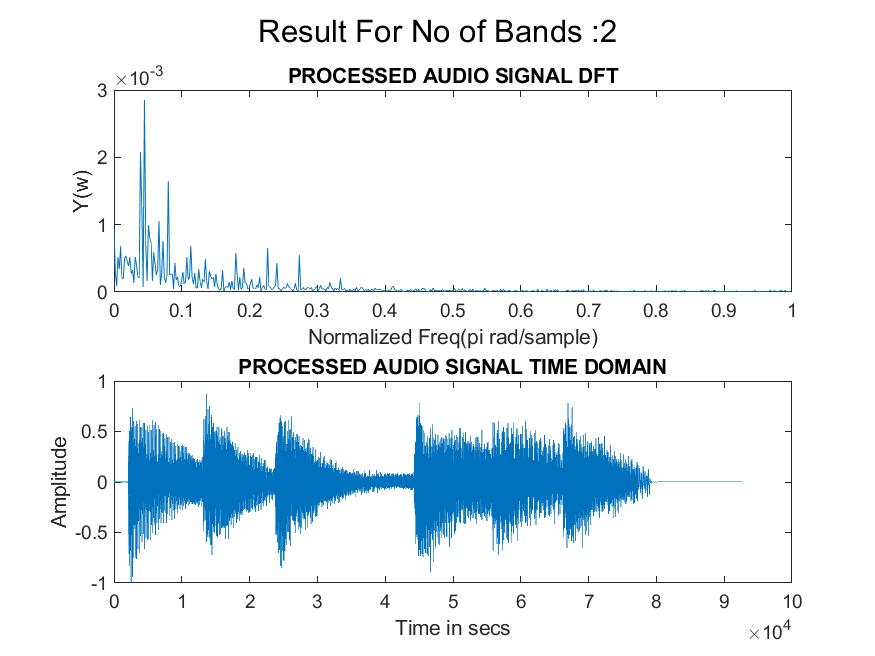 Result For No of Bands :2
×10-3
PROCESSED AUDIO SIGNAL DFT
3
2
1
0
Y(w)
0 0.1 0.2 0.3 0.4 0.5 0.6 0.7 0.8 0.9 1
Normalized Freq(pi rad/sample)
PROCESSED AUDIO SIGNAL TIME DOMAIN
1
0.5
0
-0.5
-1
Amplitude
0 1 2 3 4 5 6 7 8 9 10
Time in secs
×104